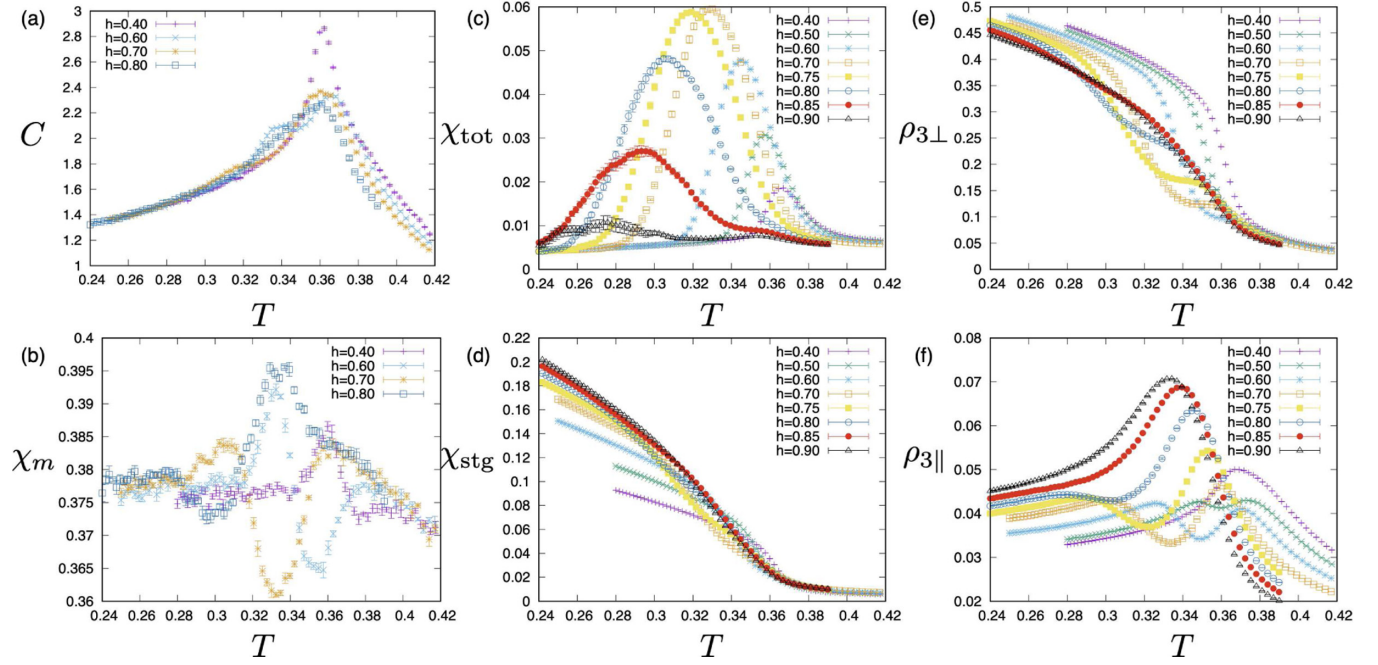 (a)
3
2.8
2.6
2.4
2.2
2
1.8
1.6
1.4
1.2
1
C
h=0.40
h=0.60
h=0.70
h=0.80
0.24 0.26 0.28 0.3 0.32 0.34 0.36 0.38 0.4 0.42
T
(c)
0.06
0.05
0.04
0.03
0.02
0.01
0
χtot
h=0.40
h=0.50
h=0.60
h=0.70
h=0.75
h=0.80
h=0.85
h=0.90
0.24 0.26 0.28 0.3 0.32 0.34 0.36 0.38 0.4 0.42
T
(e)
0.5
0.45
0.4
0.35
0.3
0.25
0.2
0.15
0.1
0.05
0
ρ3⊥
h=0.40
h=0.50
h=0.60
h=0.70
h=0.75
h=0.80
h=0.85
h=0.90
0.24 0.26 0.28 0.3 0.32 0.34 0.36 0.38 0.4 0.42
T
(b)
0.4
0.395
0.39
0.385
0.38
0.375
0.37
0.365
0.36
χm
h=0.40
h=0.60
h=0.70
h=0.80
0.24 0.26 0.28 0.3 0.32 0.34 0.36 0.38 0.4 0.42
T
(d)
0.22
0.2
0.18
0.16
0.14
0.12
0.1
0.08
0.06
0.04
0.02
0
χstg
h=0.40
h=0.50
h=0.60
h=0.70
h=0.75
h=0.80
h=0.85
h=0.90
0.24 0.26 0.28 0.3 0.32 0.34 0.36 0.38 0.4 0.42
T
(f)
0.08
0.07
0.06
0.05
0.04
0.03
0.02
ρ3∥
h=0.40
h=0.50
h=0.60
h=0.70
h=0.75
h=0.80
h=0.85
h=0.90
0.24 0.26 0.28 0.3 0.32 0.34 0.36 0.38 0.4 0.42
T